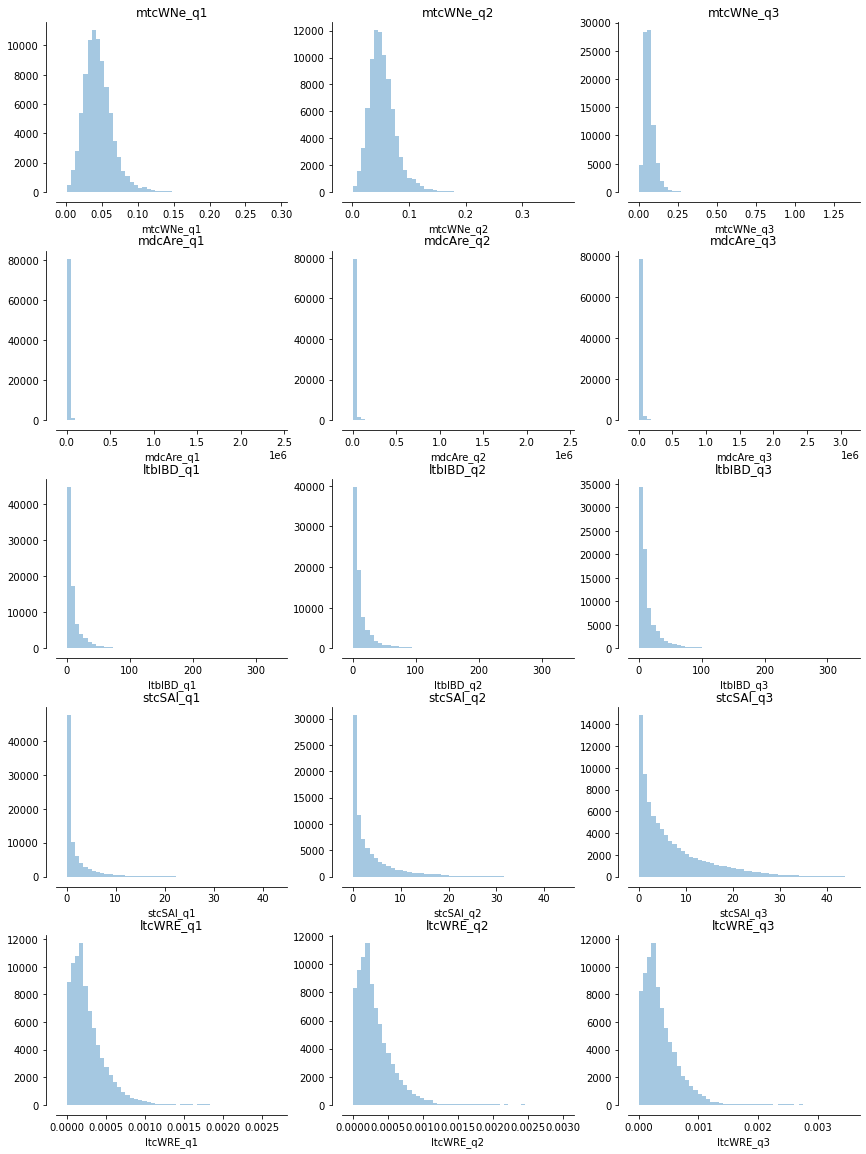 mtcWNe_q1 mtcWNe_q2 mtcWNe_q3
10000 8000 6000 4000 2000 0
12000 10000 8000 6000 4000 2000 0
30000 25000 20000 15000 10000 5000 0
0.00 0.05 0.10 0.15 0.20 0.25 0.30
0.0 0.1 0.2 0.3
0.00 0.25 0.50 0.75 1.00 1.25
mtcWNe_q1 mtcWNe_q2 mtcWNe_q3
mdcAre_q1 mdcAre_q2 mdcAre_q3
80000 60000 40000 20000 0
80000 70000 60000 50000 40000 30000 20000 10000 0
80000 60000 40000 20000 0
0.0 0.5 1.0 1.5 2.0 2.5
0.0 0.5 1.0 1.5 2.0 2.5
0.0 0.5 1.0 1.5 2.0 2.5 3.0
mdcAre_q1 1e6 mdcAre_q2 1e6 mdcAre_q3 1e6
ltbIBD_q1 ltbIBD_q2 ltbIBD_q3
40000 30000 20000 10000 0
40000 30000 20000 10000 0
35000 30000 25000 20000 15000 10000 5000 0
0 100 200 300
0 100 200 300
0 100 200 300
ltbIBD_q1 ltbIBD_q2 ltbIBD_q3
stcSAI_q1 stcSAI_q2 stcSAI_q3
40000 30000 20000 10000 0
30000 25000 20000 15000 10000 5000 0
14000 12000 10000 8000 6000 4000 2000 0
0 10 20 30 40
0 10 20 30 40
0 10 20 30 40
stcSAI_q1 stcSAI_q2 stcSAI_q3
ltcWRE_q1 ltcWRE_q2 ltcWRE_q3
12000 10000 8000 6000 4000 2000 0
12000 10000 8000 6000 4000 2000 0
12000 10000 8000 6000 4000 2000 0
0.0000 0.0005 0.0010 0.0015 0.0020 0.0025
0.0000 0.0005 0.0010 0.0015 0.0020 0.0025 0.0030
0.000 0.001 0.002 0.003
ltcWRE_q1 ltcWRE_q2 ltcWRE_q3